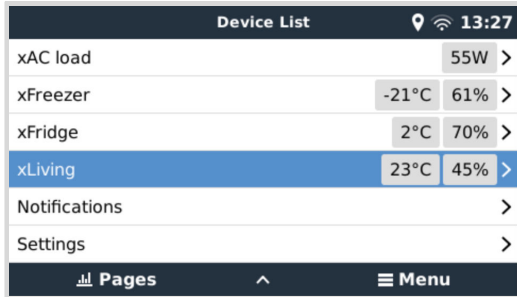 Device List 13:27
xAC load 55W
xFreezer -21°C 61%
xFridge 2°C 70%
xLiving 23°C 45%
Notifications
Settings
Pages Menu